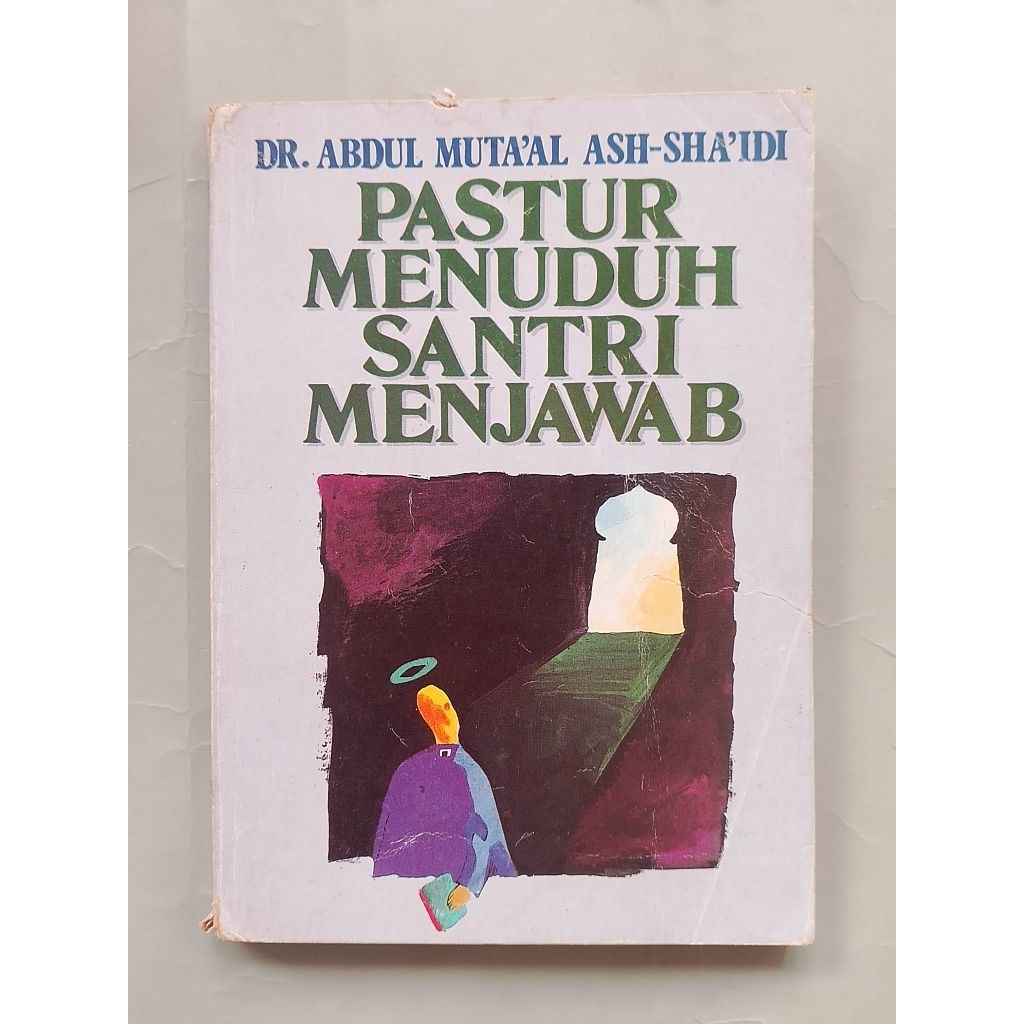 DR. ABDUL MUTA'AL ASH-SHA'IDI
PASTUR
MENUDUH
SANTRI
MENJAWAB